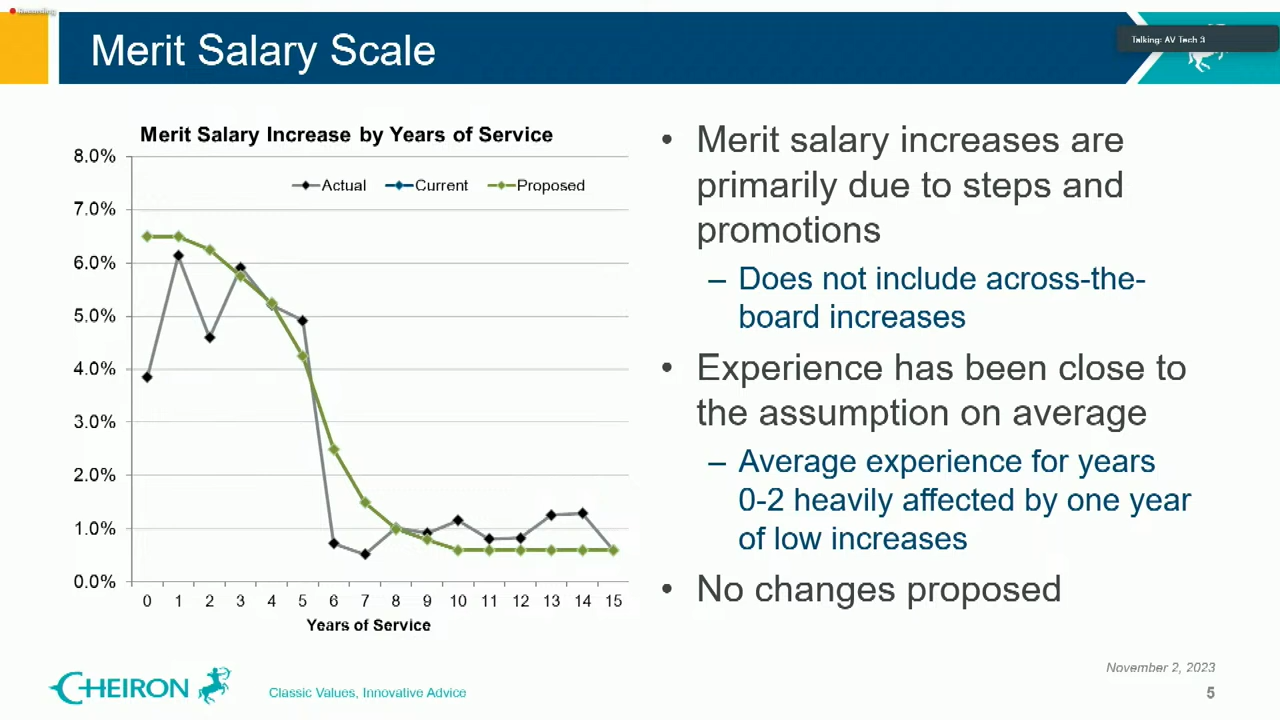 Recording
Merit Salary Scale
Talking: AV Tech 3
Merit Salary Increase by Years of Service
8.0%
7.0%
6.0%
5.0%
4.0%
3.0%
2.0%
1.0%
0.0%
Actual Current Proposed
0 1 2 3 4 5 6 7 8 9 10 11 12 13 14 15
Years of Service
• Merit salary increases are
primarily due to steps and
promotions
– Does not include across-the-
board increases
• Experience has been close to
the assumption on average
– Average experience for years
0-2 heavily affected by one year
of low increases
• No changes proposed
November 2, 2023
CHEIRON
Classic Values, Innovative Advice
5